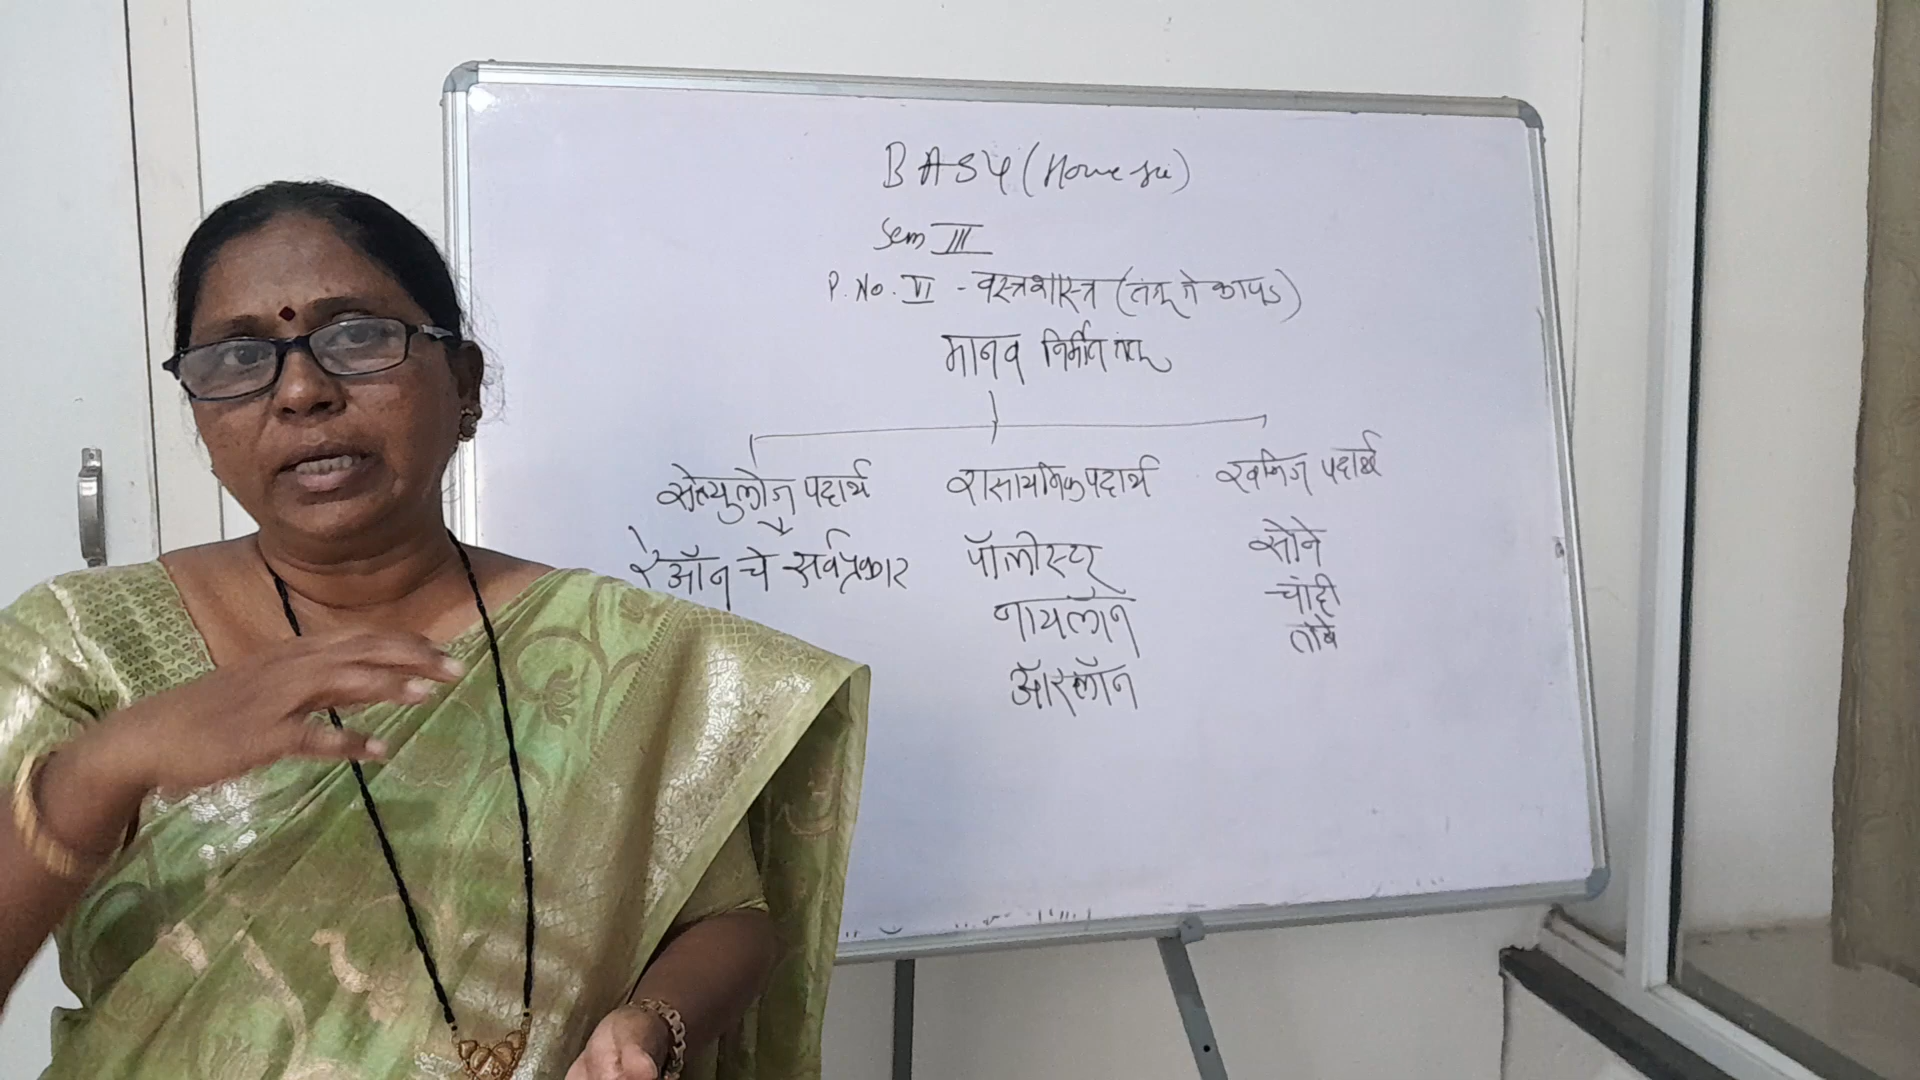 B A S Y (Home Sci)
Sem III
P. No. VI - वस्त्रशास्त्र (तंतू ते कापड)
मानव निर्मित तंतू
सेल्युलोज पदार्थ रासायनिक पदार्थ खनिज पदार्थ
रेऑन चे सर्वप्रकार पॉलीस्टर सोने
नायलॉन चांदी
तांबे
ऑरलॉन